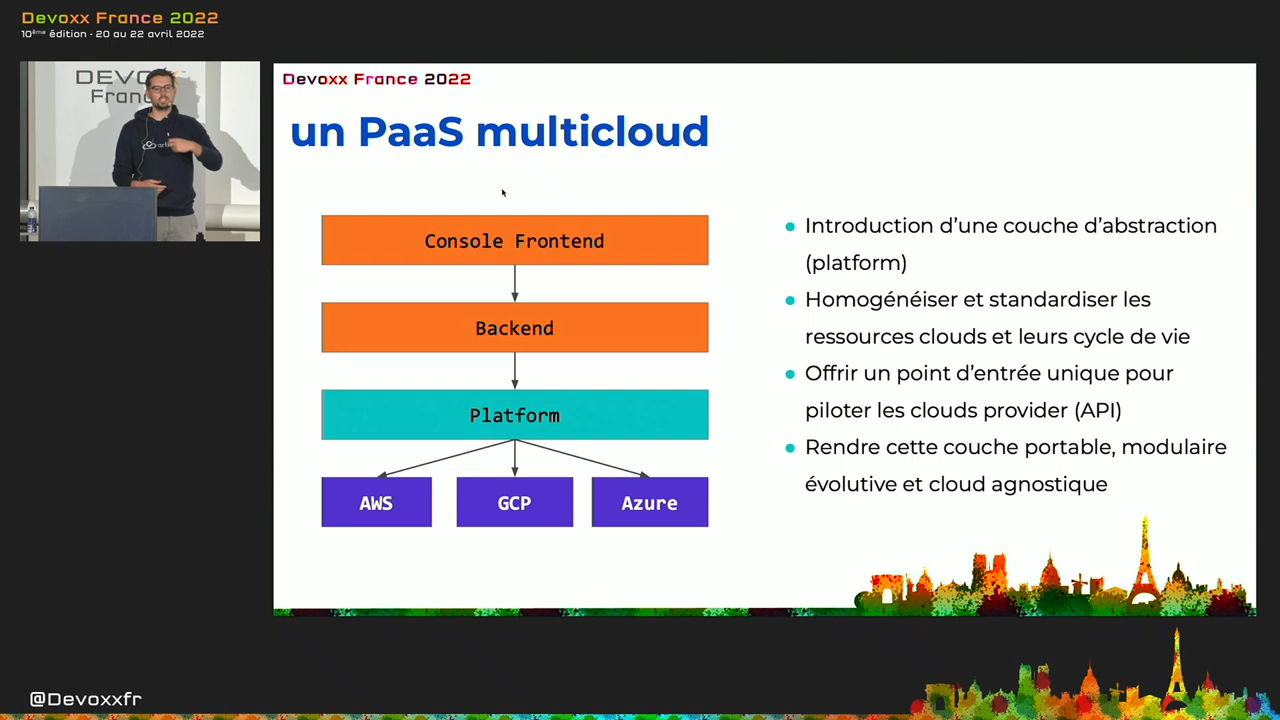 Devoxx France 2022
10ème édition - 20 au 22 avril 2022
DEVO
Fran
Devoxx France 2022
un PaaS multicloud
Console Frontend
Backend
Platform
AWS
GCP
Azure
Introduction d’une couche d’abstraction
(platform)
Homogénéiser et standardiser les
ressources clouds et leurs cycle de vie
Offrir un point d’entrée unique pour
piloter les clouds provider (API)
Rendre cette couche portable, modulaire
évolutive et cloud agnostique
@Devoxxfr